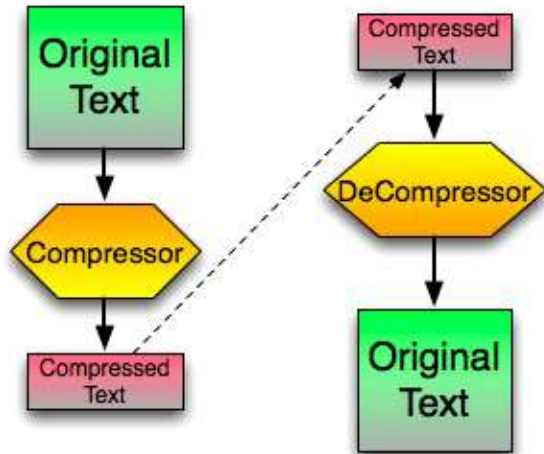 Original
Text
Compressor
Compressed
Text
Compressed
Text
DeCompressor
Original
Text